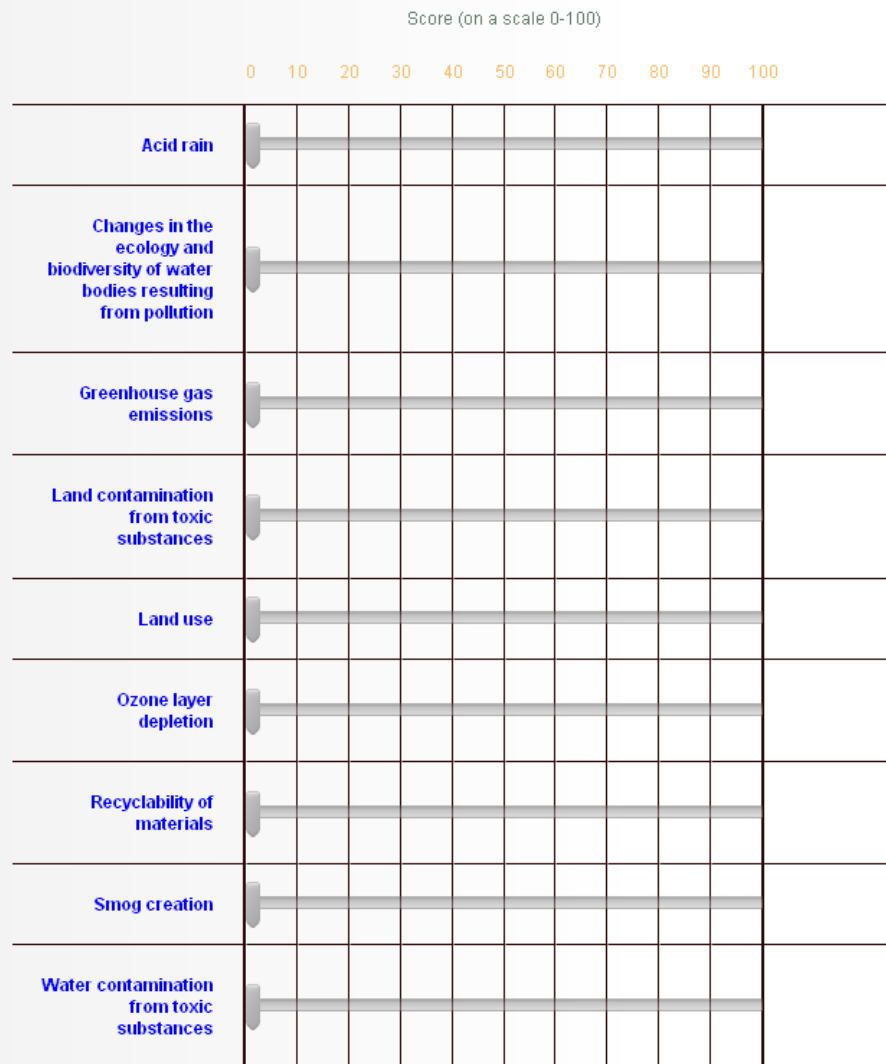 Score (on a scale 0-100)
0 10 20 30 40 50 60 70 80 90 100
Acid rain
Changes in the
ecology and
biodiversity of water
bodies resulting
from pollution
Greenhouse gas
emissions
Land contamination
from toxic
substances
Land use
Ozone layer
depletion
Recyclability of
materials
Smog creation
Water contamination
from toxic
substances